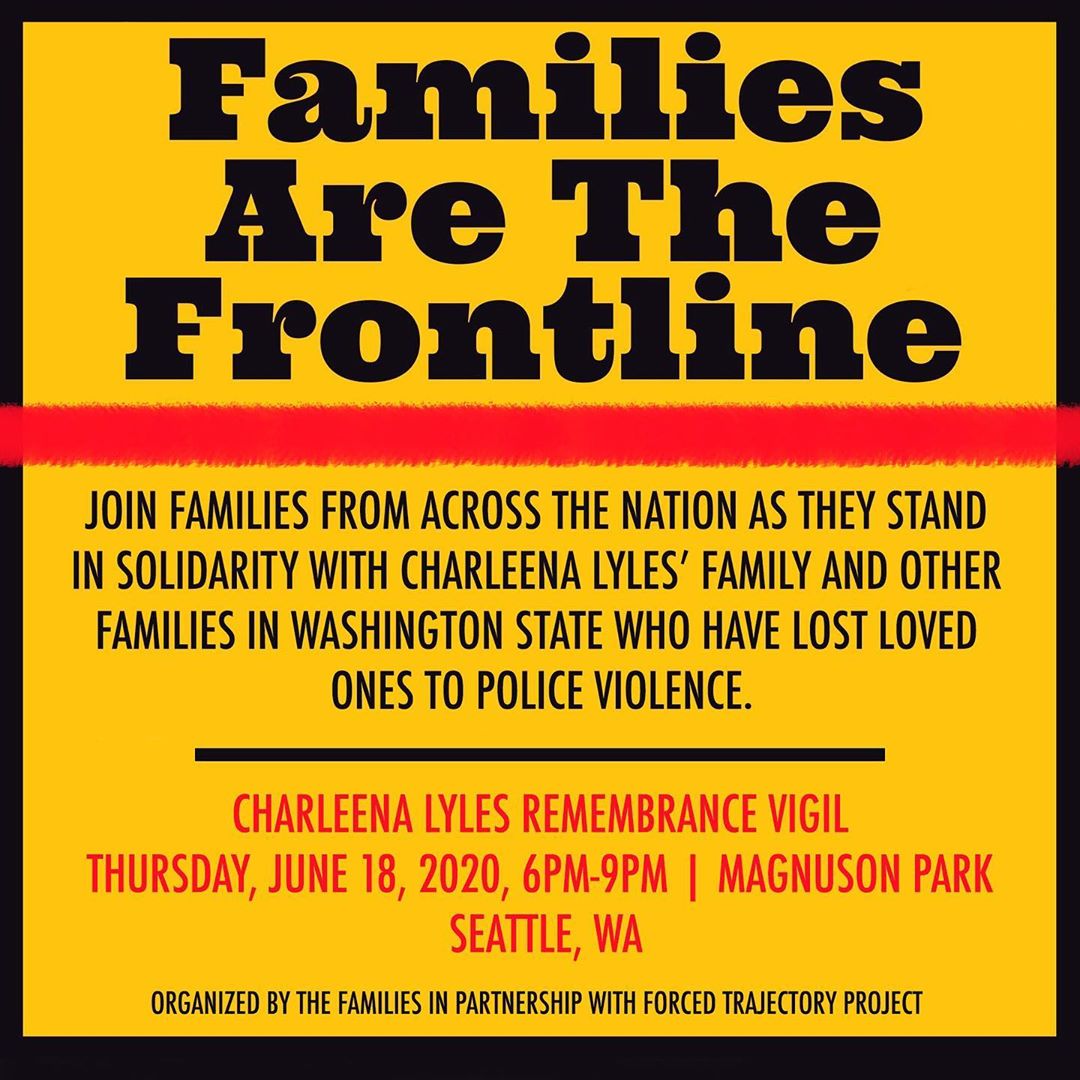 Families
Are The
Frontline
JOIN FAMILIES FROM ACROSS THE NATION AS THEY STAND
IN SOLIDARITY WITH CHARLEENA LYLES' FAMILY AND OTHER
FAMILIES IN WASHINGTON STATE WHO HAVE LOST LOVED
ONES TO POLICE VIOLENCE.
CHARLEENA LYLES REMEMBRANCE VIGIL
THURSDAY, JUNE 18, 2020, 6PM-9PM | MAGNUSON PARK
SEATTLE, WA
ORGANIZED BY THE FAMILIES IN PARTNERSHIP WITH FORCED TRAJECTORY PROJECT